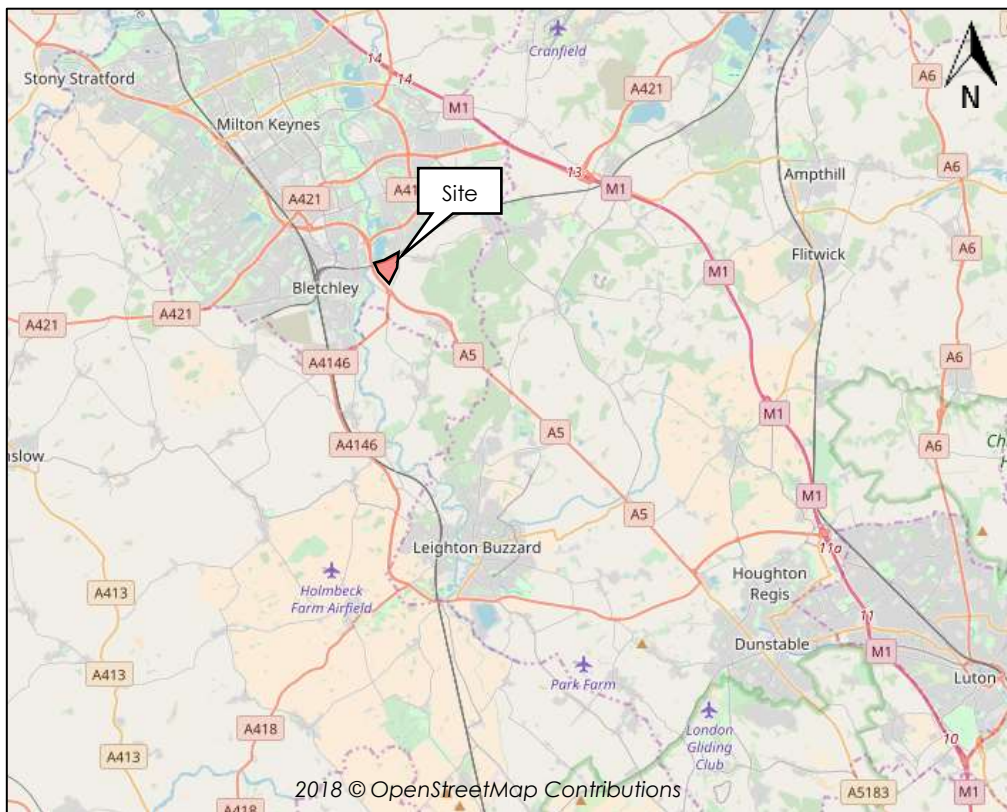 Cranfield
Stony Stratford
14
14
A6
A421
M1
N
Milton Keynes
A6
13
Ampthill
A421
Site
M1
A6
Flitwick
M1
Bletchley
A421
A421
A4146
A5
A6
M1
A4146
A5
M1
A5
Leighton Buzzard
11a
Holmbeck
Farm Airfield
Houghton
Regis
A413
11
Dunstable
M1
A413
Park Farm
Luton
London
Gliding
Club
A418
10
A413
2018 © OpenStreetMap Contributions
A5183
M1
A418